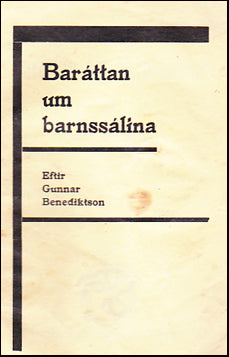 Baráttan
um
barnssálina
Eftir
Gunnar
Benediktson